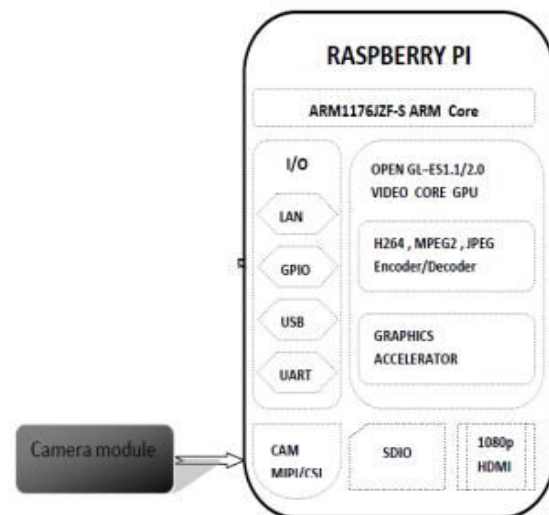 RASPBERRY PI
ARM1176JZF-S ARM Core
I/O
LAN
GPIO
USB
UART
OPEN GL–ES1.1/2.0
VIDEO CORE GPU
H264 , MPEG2 , JPEG
Encoder/Decoder
GRAPHICS
ACCELERATOR
Camera module
CAM
MIPI/CSI
SDIO
1080p
HDMI